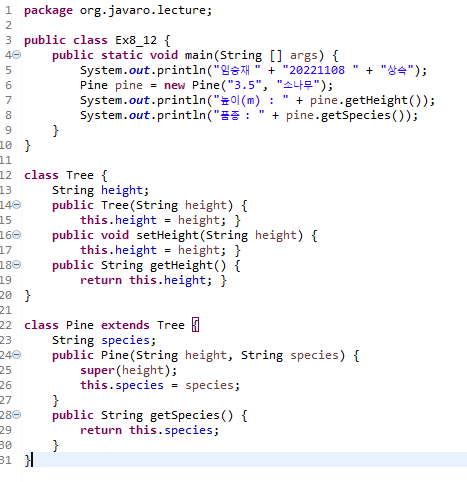 1 package org.javaro.lecture;
2
3 public class Ex8_12 {
4     public static void main(String [] args) {
5         System.out.println("임승재 " + "20221108 " + "상속");
6         Pine pine = new Pine("3.5", "소나무");
7         System.out.println("높이(m) : " + pine.getHeight());
8         System.out.println("품종 : " + pine.getSpecies());
9     }
10 }
11
12 class Tree {
13     String height;
14     public Tree(String height) {
15         this.height = height; }
16     public void setHeight(String height) {
17         this.height = height; }
18     public String getHeight() {
19         return this.height; }
20 }
21
22 class Pine extends Tree {
23     String species;
24     public Pine(String height, String species) {
25         super(height);
26         this.species = species;
27     }
28     public String getSpecies() {
29         return this.species;
30     }
31 }